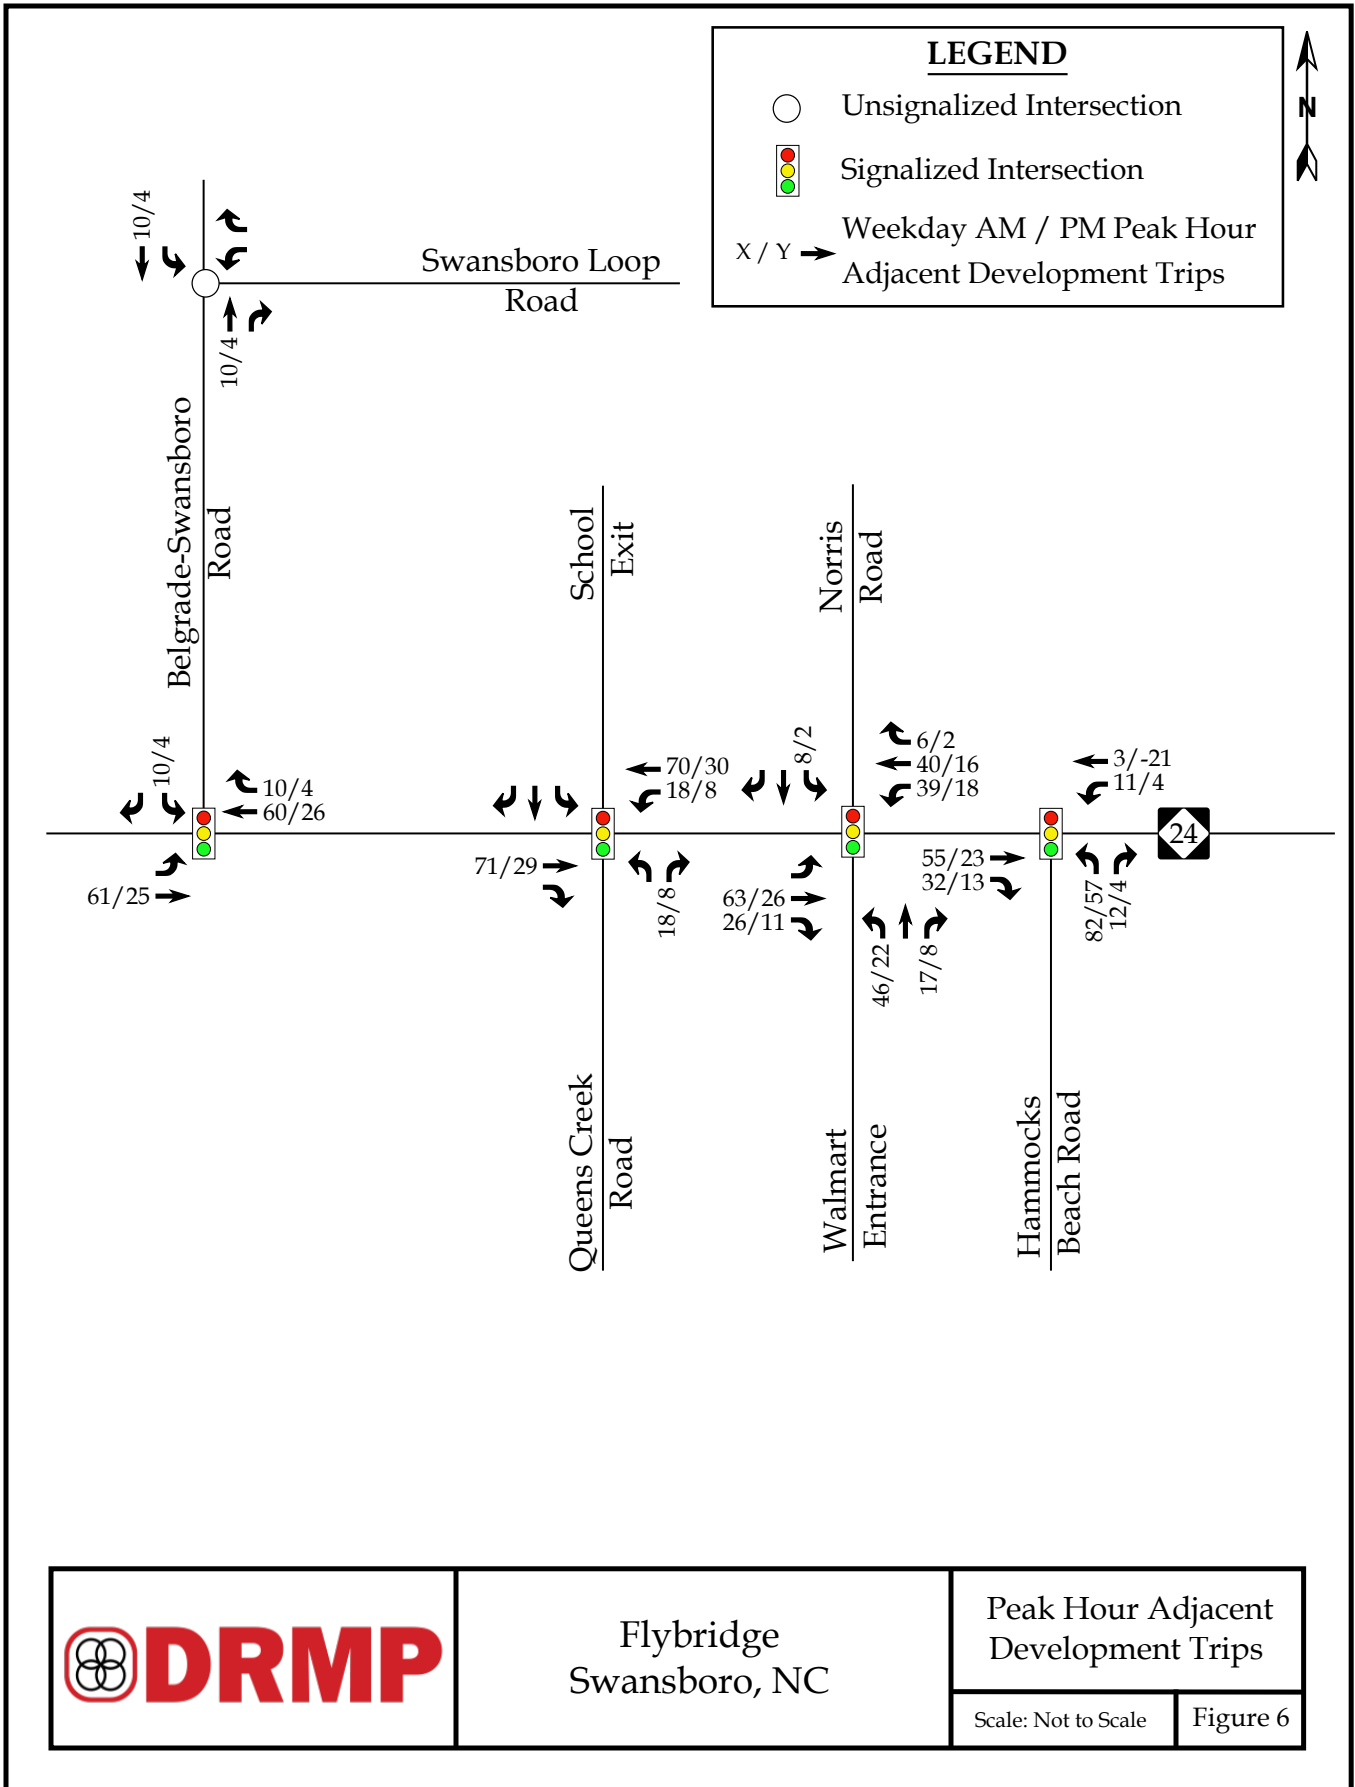 LEGEND
Unsignalized Intersection
Signalized Intersection
X / Y
Weekday AM / PM Peak Hour
Adjacent Development Trips
N
10/4
Swansboro Loop
Road
10/4
Belgrade-Swansboro
Road
School
Exit
Norris
Road
10/4
10/4
60/26
61/25
70/30
18/8
71/29
18/8
8/2
6/2
40/16
39/18
63/26
26/11
46/22
17/8
3/-21
11/4
55/23
32/13
82/57
12/4
24
Queens Creek
Road
Walmart
Entrance
Hammocks
Beach Road
DRMP
Flybridge
Swansboro, NC
Peak Hour Adjacent
Development Trips
Scale: Not to Scale
Figure 6